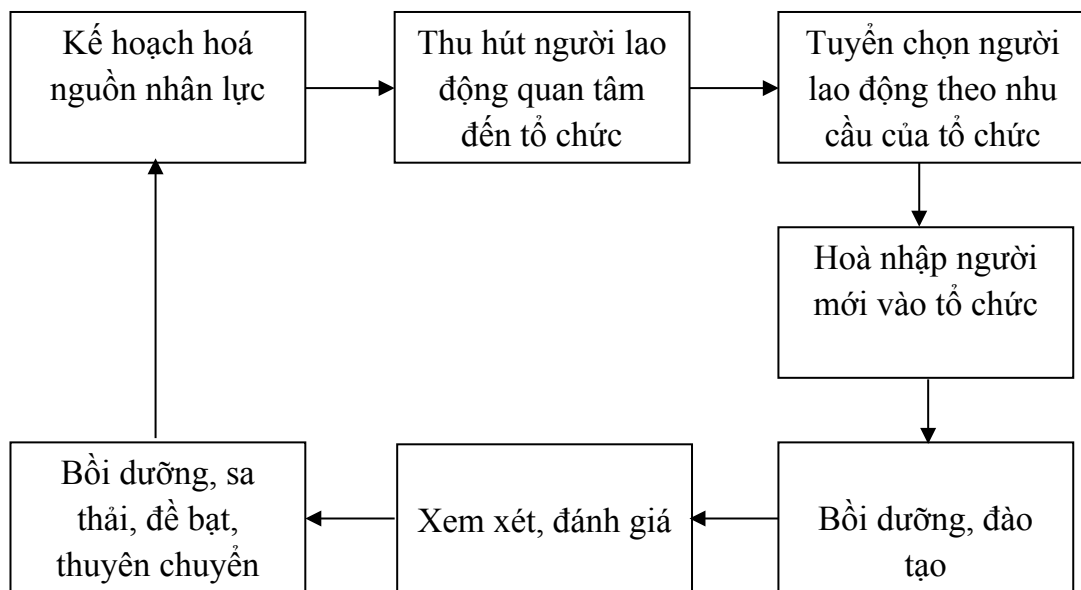 Kế hoạch hoá
nguồn nhân lực
Thu hút người lao
động quan tâm
đến tổ chức
Tuyển chọn người
lao động theo nhu
cầu của tổ chức
Hoà nhập người
mới vào tổ chức
Bồi dưỡng, đào
tạo
Xem xét, đánh giá
Bồi dưỡng, sa
thải, đề bạt,
thuyên chuyển